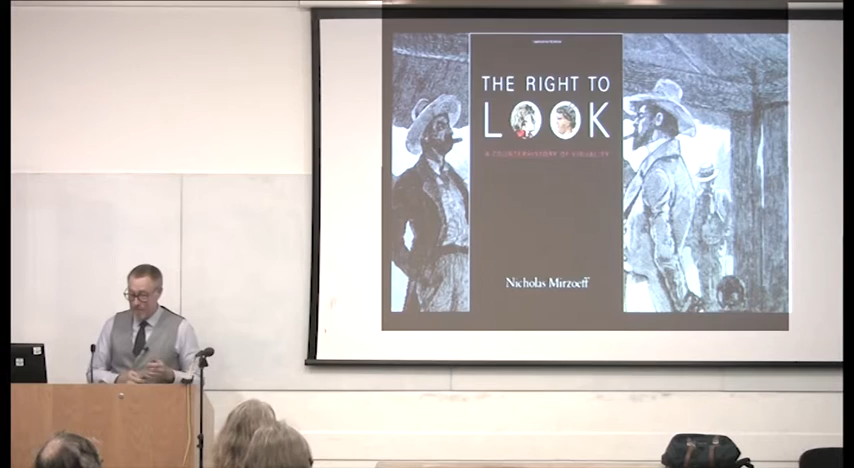 THE RIGHT TO
LOOK
A COUNTERHISTORY OF VISUALITY
Nicholas Mirzoeff